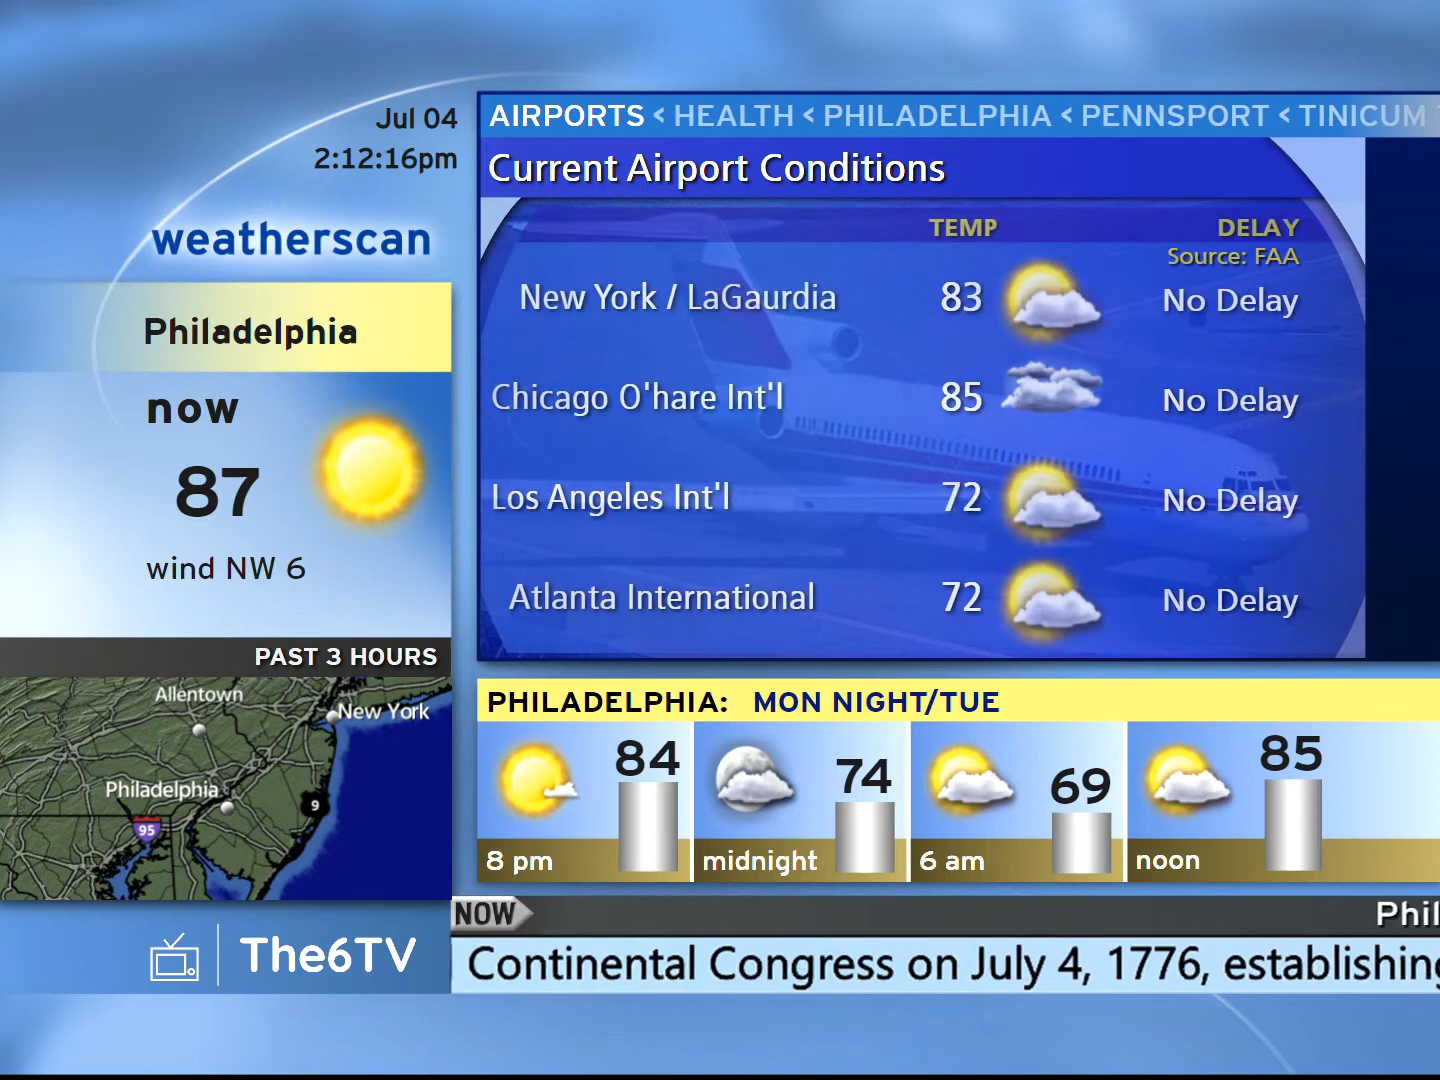 Jul 04
2:12:16pm
weatherscan
AIRPORTS < HEALTH < PHILADELPHIA < PENNSPORT < TINICUM
Current Airport Conditions
TEMP DELAY
Source: FAA
New York / LaGaurdia 83 No Delay
Chicago O'hare Int'l 85 No Delay
Los Angeles Int'l 72 No Delay
Atlanta International 72 No Delay
Philadelphia
now
87
wind NW 6
PAST 3 HOURS
Allentown
New York
Philadelphia
9
95
PHILADELPHIA: MON NIGHT/TUE
84 74 69 85
8 pm midnight 6 am noon
The6TV
NOW
Phil
Continental Congress on July 4, 1776, establishing